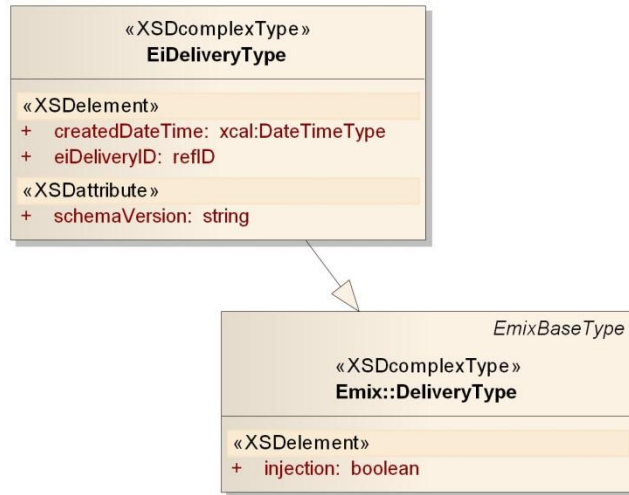 «XSDcomplexType»
EiDeliveryType
«XSDelement»
+ createdDateTime: xcal:DateTimeType
+ eiDeliveryID: refID
«XSDattribute»
+ schemaVersion: string
EmixBaseType
«XSDcomplexType»
Emix::DeliveryType
«XSDelement»
+ injection: boolean